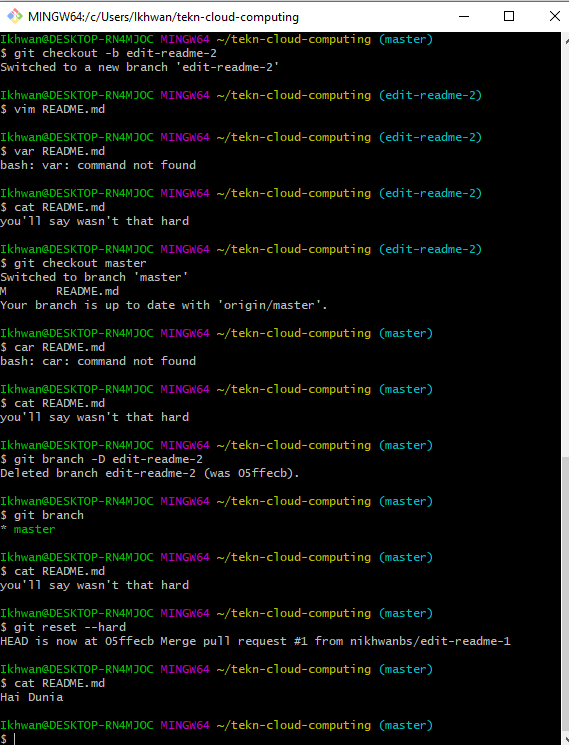 MINGW64:/c/Users/Ikhwan/tekn-cloud-computing
Ikhwan@DESKTOP-RN4MJOC MINGW64 ~/tekn-cloud-computing (master)
$ git checkout -b edit-readme-2
Switched to a new branch 'edit-readme-2'
Ikhwan@DESKTOP-RN4MJOC MINGW64 ~/tekn-cloud-computing (edit-readme-2)
$ vim README.md
Ikhwan@DESKTOP-RN4MJOC MINGW64 ~/tekn-cloud-computing (edit-readme-2)
$ var README.md
bash: var: command not found
Ikhwan@DESKTOP-RN4MJOC MINGW64 ~/tekn-cloud-computing (edit-readme-2)
$ cat README.md
you'll say wasn't that hard
Ikhwan@DESKTOP-RN4MJOC MINGW64 ~/tekn-cloud-computing (edit-readme-2)
$ git checkout master
Switched to branch 'master'
M       README.md
Your branch is up to date with 'origin/master'.
Ikhwan@DESKTOP-RN4MJOC MINGW64 ~/tekn-cloud-computing (master)
$ car README.md
bash: car: command not found
Ikhwan@DESKTOP-RN4MJOC MINGW64 ~/tekn-cloud-computing (master)
$ cat README.md
you'll say wasn't that hard
Ikhwan@DESKTOP-RN4MJOC MINGW64 ~/tekn-cloud-computing (master)
$ git branch -D edit-readme-2
Deleted branch edit-readme-2 (was 05ffecb).
Ikhwan@DESKTOP-RN4MJOC MINGW64 ~/tekn-cloud-computing (master)
$ git branch
* master
Ikhwan@DESKTOP-RN4MJOC MINGW64 ~/tekn-cloud-computing (master)
$ cat README.md
you'll say wasn't that hard
Ikhwan@DESKTOP-RN4MJOC MINGW64 ~/tekn-cloud-computing (master)
$ git reset --hard
HEAD is now at 05ffecb Merge pull request #1 from nikhwanbs/edit-readme-1
Ikhwan@DESKTOP-RN4MJOC MINGW64 ~/tekn-cloud-computing (master)
$ cat README.md
Hai Dunia
Ikhwan@DESKTOP-RN4MJOC MINGW64 ~/tekn-cloud-computing (master)
$